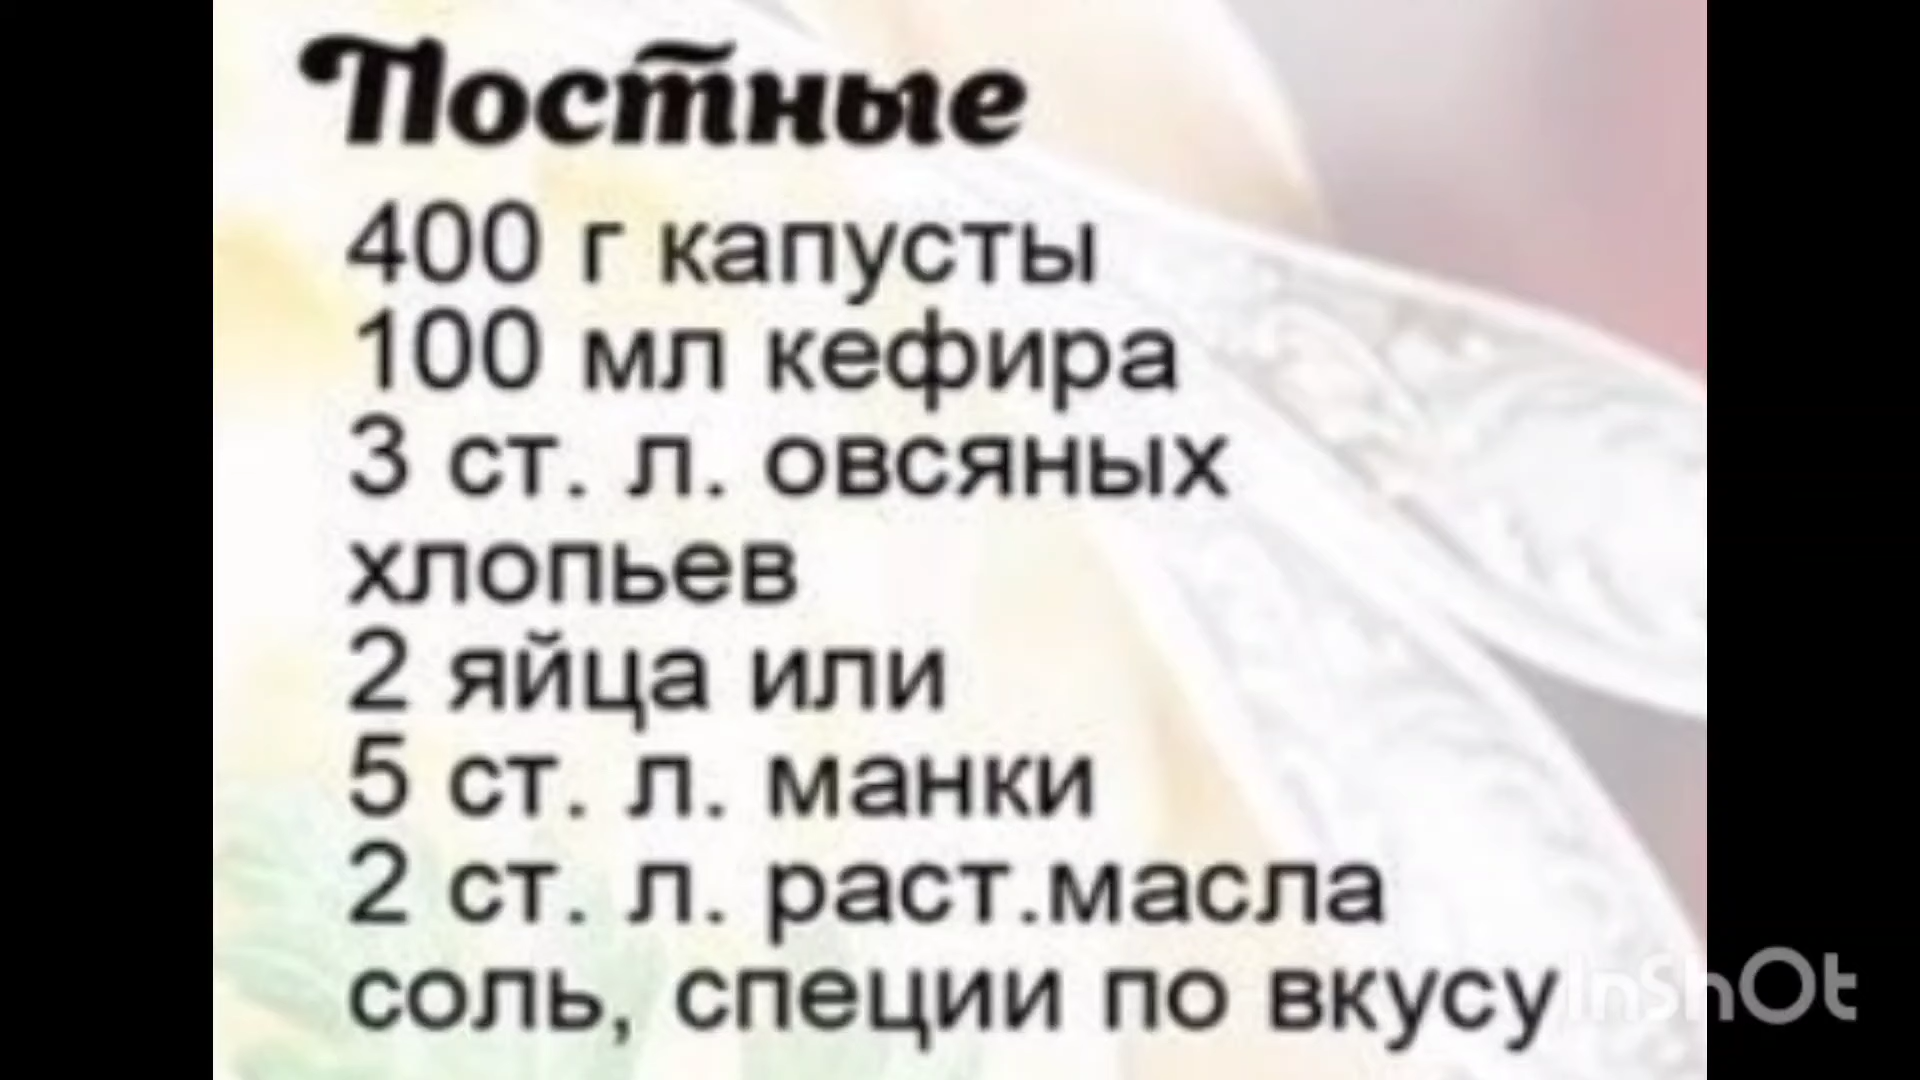 Постные
400 г капусты
100 мл кефира
3 ст. л. овсяных
хлопьев
2 яйца или
5 ст. л. манки
2 ст. л. раст.масла
соль, специи по вкусу
InShOt